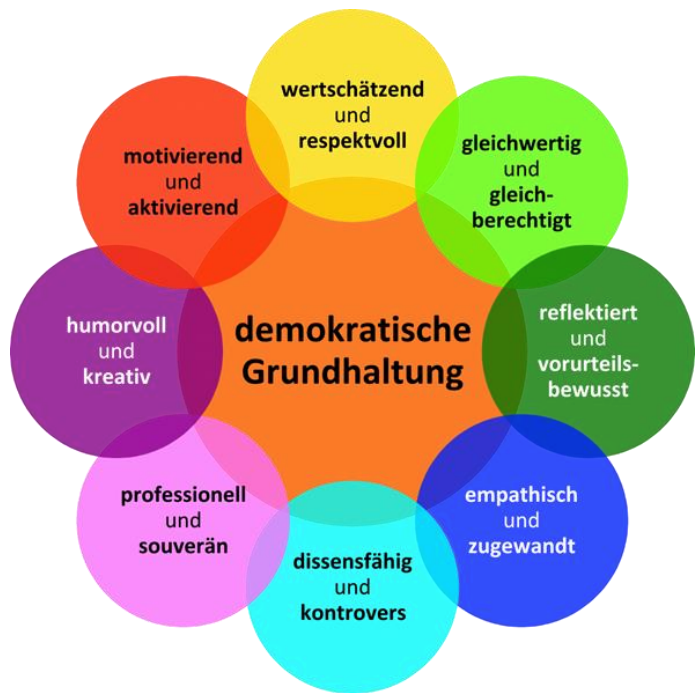 wertschätzend
und
respektvoll
gleichwertig
und
gleich-
berechtigt
reflektiert
und
vorurteils-
bewusst
empathisch
und
zugewandt
dissensfähig
und
kontrovers
professionell
und
souverän
humorvoll
und
kreativ
motivierend
und
aktivierend
demokratische
Grundhaltung